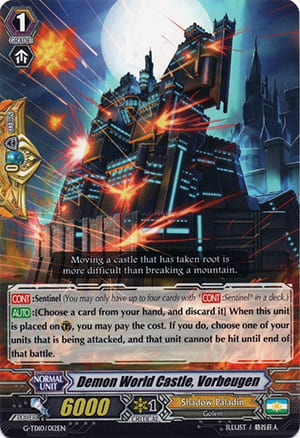 1
GRADE
0
Moving a castle that has taken root is
more difficult than breaking a mountain.
CONT :Sentinel (You may only have up to four cards with "CONT :Sentinel" in a deck.)
AUTO :[Choose a card from your hand, and discard it] When this unit
is placed on , you may pay the cost. If you do, choose one of your
units that is being attacked, and that unit cannot be hit until end of
that battle.
NORMAL
UNIT
Demon World Castle, Vorbeugen
6000
1
CRITICAL
Shadow Paladin
Golem
G-TD10/012EN
ILLUST /